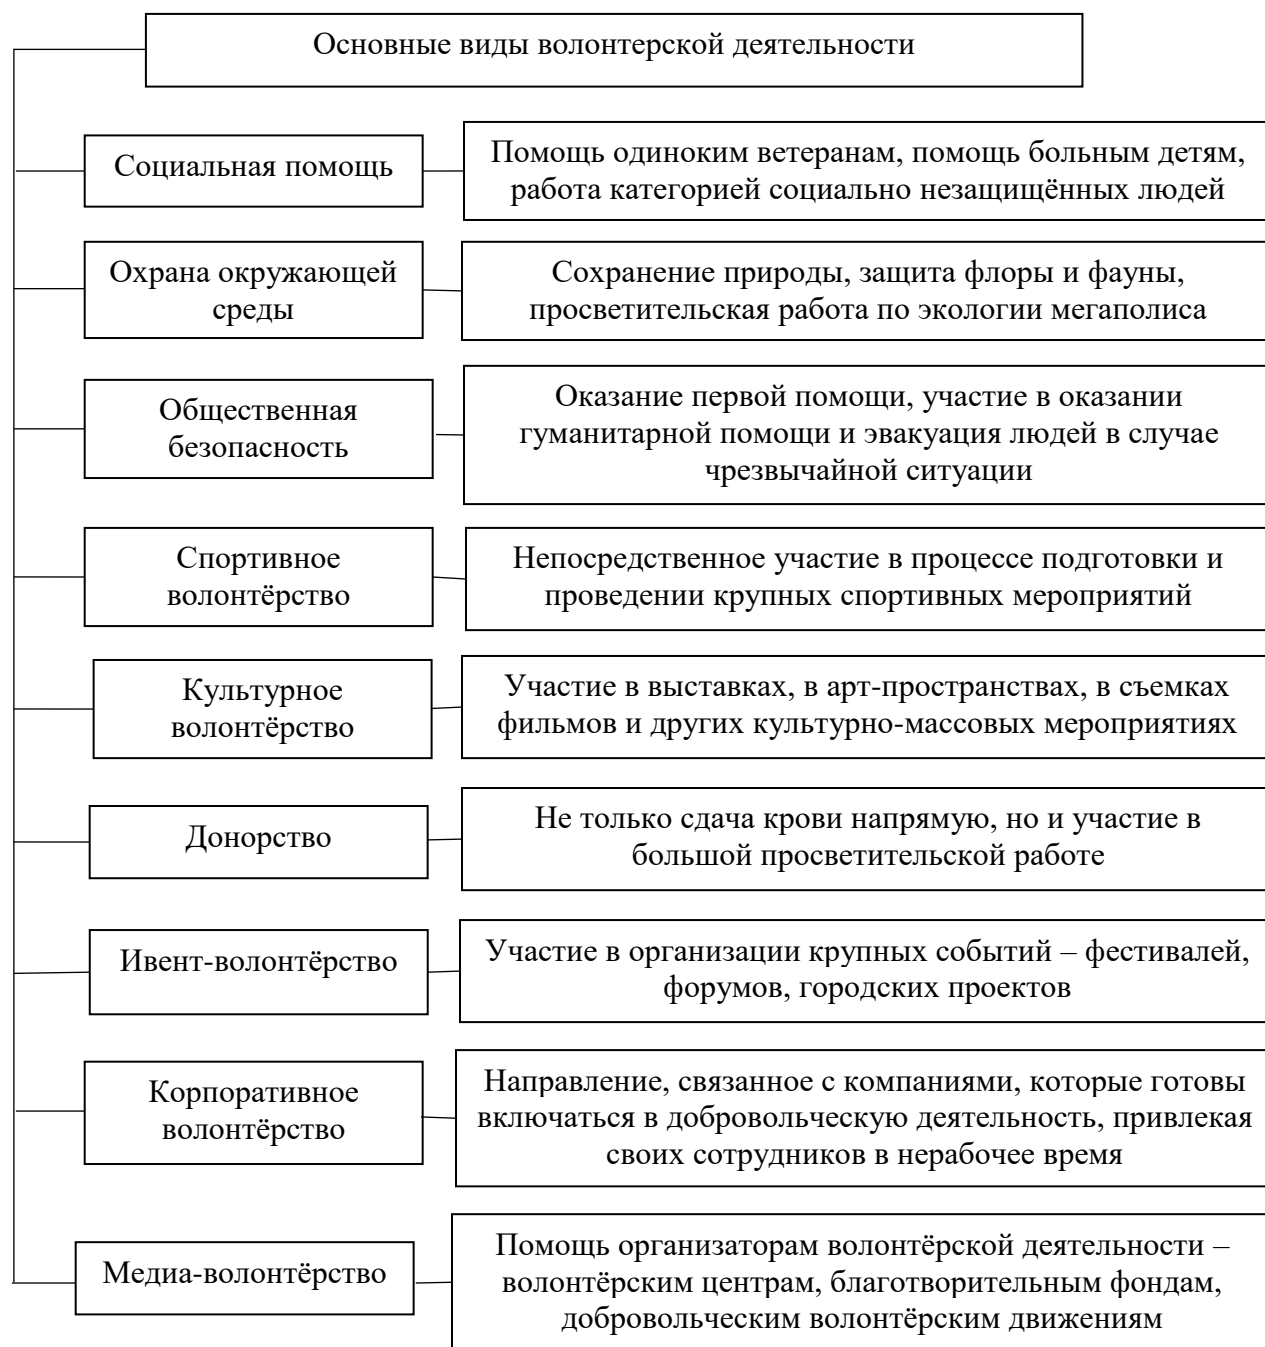 Основные виды волонтерской деятельности
Социальная помощь
Помощь одиноким ветеранам, помощь больным детям,
работа категорией социально незащищённых людей
Охрана окружающей
среды
Сохранение природы, защита флоры и фауны,
просветительская работа по экологии мегаполиса
Общественная
безопасность
Оказание первой помощи, участие в оказании
гуманитарной помощи и эвакуация людей в случае
чрезвычайной ситуации
Спортивное
волонтёрство
Непосредственное участие в процессе подготовки и
проведении крупных спортивных мероприятий
Культурное
волонтёрство
Участие в выставках, в арт-пространствах, в съемках
фильмов и других культурно-массовых мероприятиях
Донорство
Не только сдача крови напрямую, но и участие в
большой просветительской работе
Ивент-волонтёрство
Участие в организации крупных событий – фестивалей,
форумов, городских проектов
Корпоративное
волонтёрство
Направление, связанное с компаниями, которые готовы
включаться в добровольческую деятельность, привлекая
своих сотрудников в нерабочее время
Медиа-волонтёрство
Помощь организаторам волонтёрской деятельности –
волонтёрским центрам, благотворительным фондам,
добровольческим волонтёрским движениям